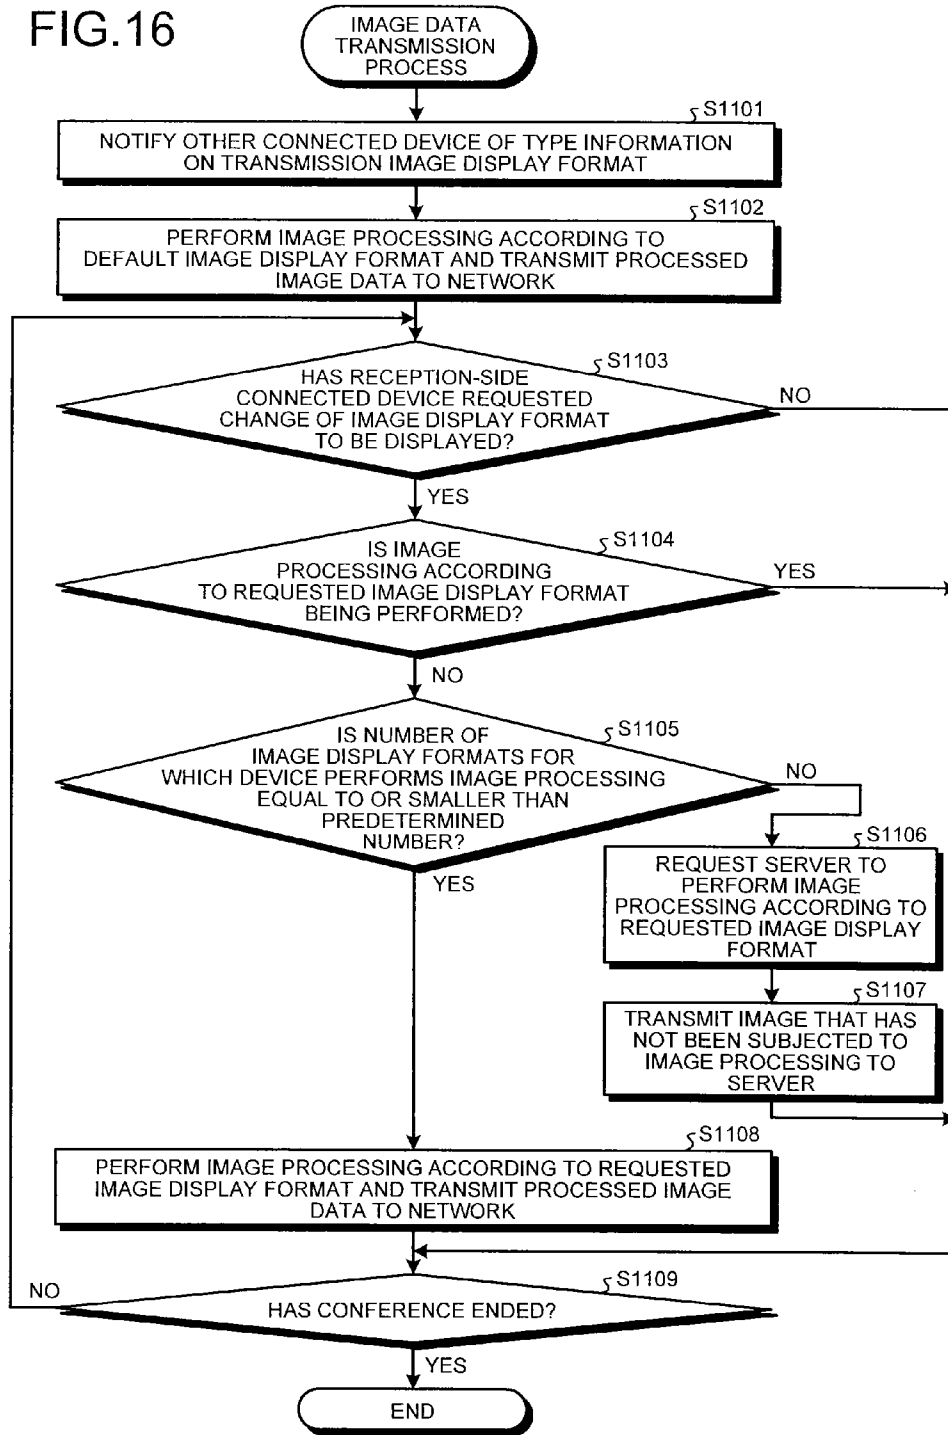 FIG.16
IMAGE DATA
TRANSMISSION
PROCESS
S1101
NOTIFY OTHER CONNECTED DEVICE OF TYPE INFORMATION
ON TRANSMISSION IMAGE DISPLAY FORMAT
S1102
PERFORM IMAGE PROCESSING ACCORDING TO
DEFAULT IMAGE DISPLAY FORMAT AND TRANSMIT PROCESSED
IMAGE DATA TO NETWORK
S1103
HAS RECEPTION-SIDE
CONNECTED DEVICE REQUESTED
CHANGE OF IMAGE DISPLAY FORMAT
TO BE DISPLAYED?
NO
YES
S1104
IS IMAGE
PROCESSING ACCORDING
TO REQUESTED IMAGE DISPLAY FORMAT
BEING PERFORMED?
YES
NO
S1105
IS NUMBER OF
IMAGE DISPLAY FORMATS FOR
WHICH DEVICE PERFORMS IMAGE PROCESSING
EQUAL TO OR SMALLER THAN
PREDETERMINED
NUMBER?
NO
YES
S1106
REQUEST SERVER TO
PERFORM IMAGE
PROCESSING ACCORDING TO
REQUESTED IMAGE DISPLAY
FORMAT
S1107
TRANSMIT IMAGE THAT HAS
NOT BEEN SUBJECTED TO
IMAGE PROCESSING TO
SERVER
S1108
PERFORM IMAGE PROCESSING ACCORDING TO REQUESTED
IMAGE DISPLAY FORMAT AND TRANSMIT PROCESSED IMAGE
DATA TO NETWORK
S1109
NO
HAS CONFERENCE ENDED?
YES
END